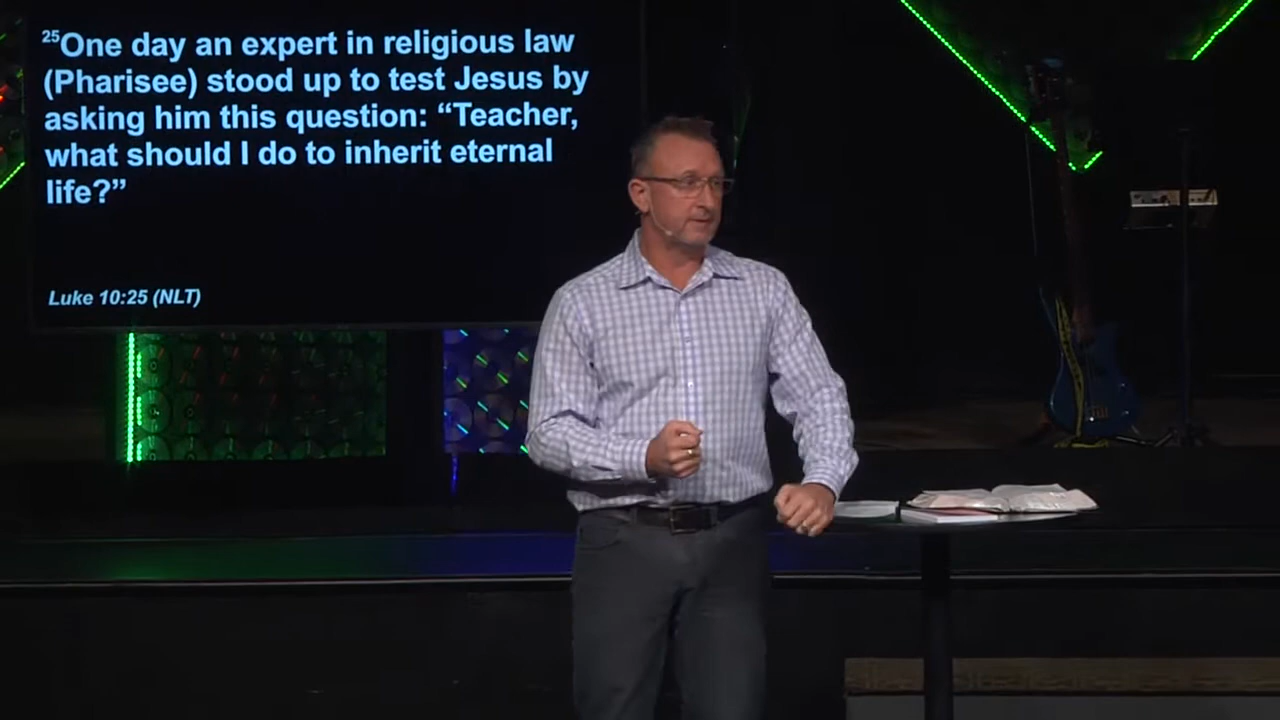 ²⁵One day an expert in religious law
(Pharisee) stood up to test Jesus by
asking him this question: “Teacher,
what should I do to inherit eternal
life?”
Luke 10:25 (NLT)